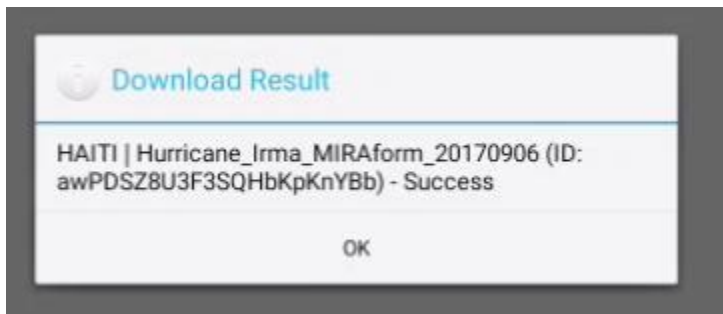 Download Result
HAITI | Hurricane_Irma_MIRAform_20170906 (ID:
awPDSZ8U3F3SQHbKpKnYBb) - Success
OK